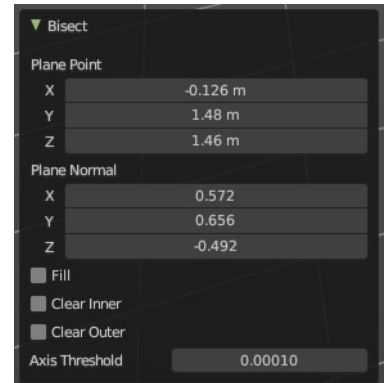 Bisect
Plane Point
X -0.126 m
Y 1.48 m
Z 1.46 m
Plane Normal
X 0.572
Y 0.656
Z -0.492
Fill
Clear Inner
Clear Outer
Axis Threshold 0.00010